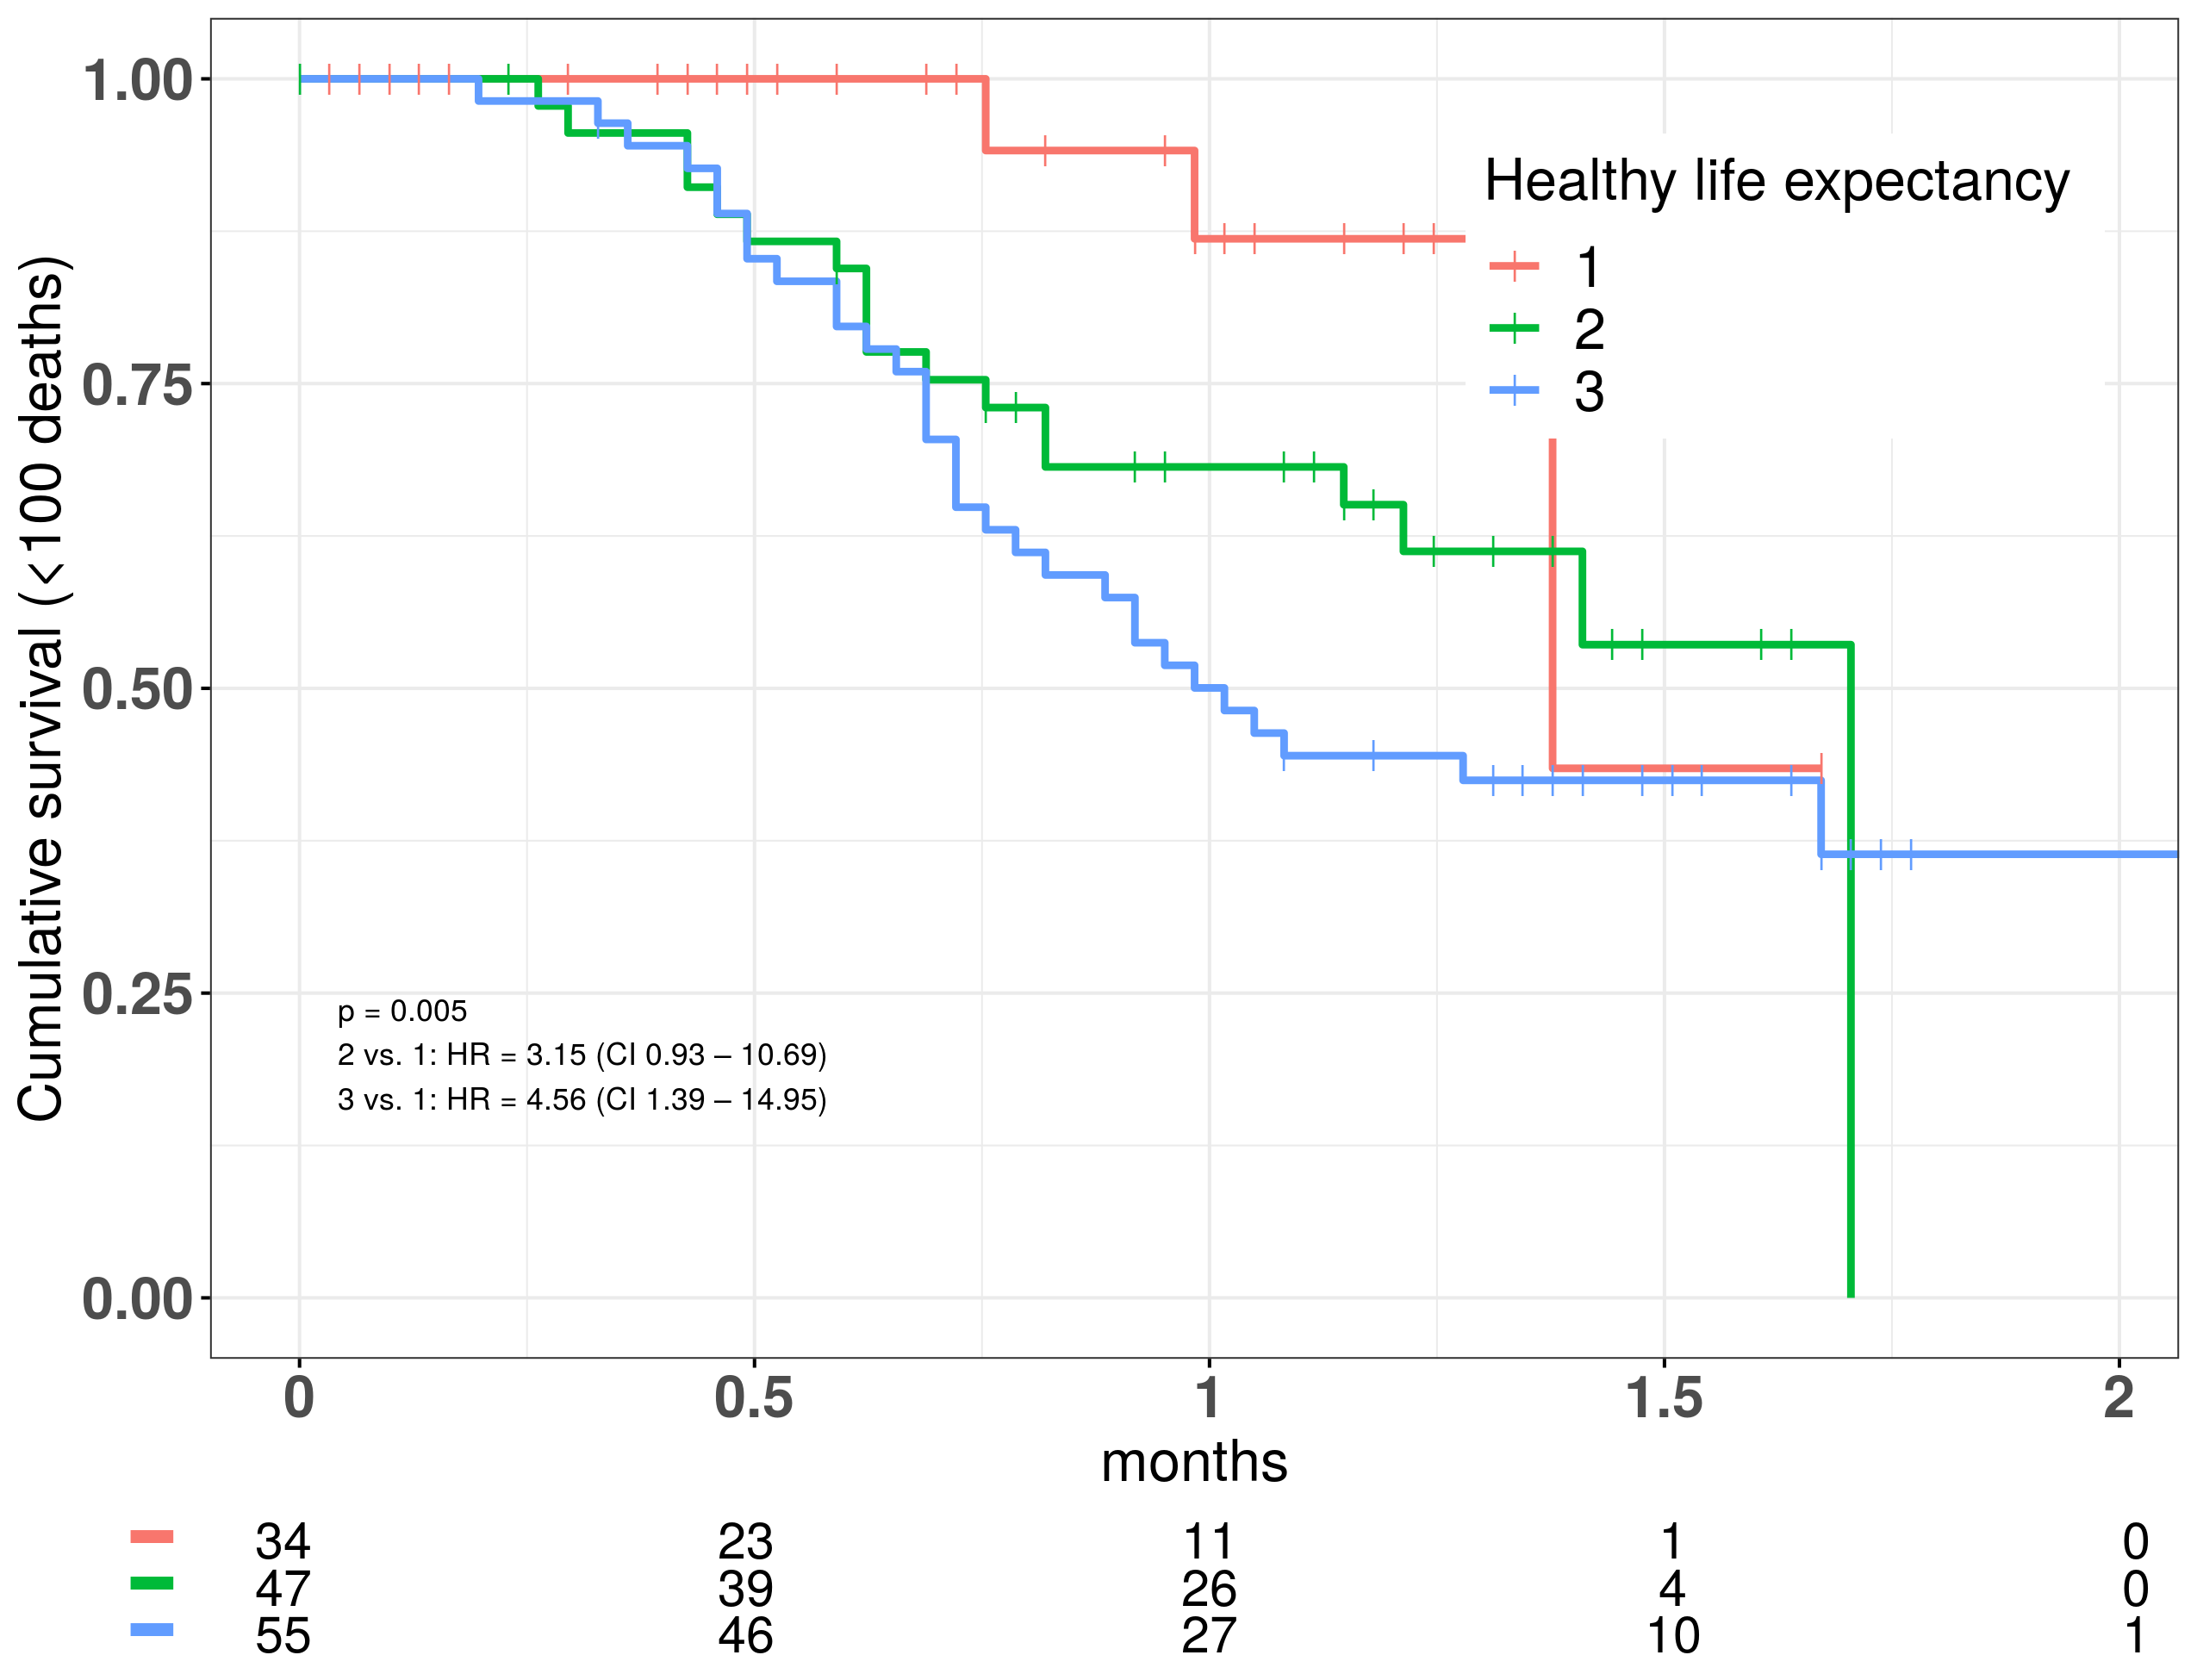 Cumulative survival (<100 deaths)
1.00
0.75
0.50
0.25
0.00
Healthy life expectancy
1
2
3
p = 0.005
2 vs. 1: HR = 3.15 (CI 0.93 – 10.69)
3 vs. 1: HR = 4.56 (CI 1.39 – 14.95)
0 0.5 1 1.5 2
months
34 23 11 1 0
47 39 26 4 0
55 46 27 10 1